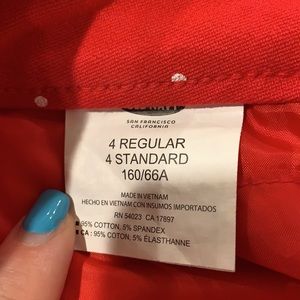 SAN FRANCISCO
CALIFORNIA
4 REGULAR
4 STANDARD
160/66A
MADE IN VIETNAM
HECHO EN VIETNAM CON INSUMOS IMPORTADOS
RN 54023 CA 17897
95% COTTON, 5% SPANDEX
CA : 95% COTON, 5% ÉLASTHANNE